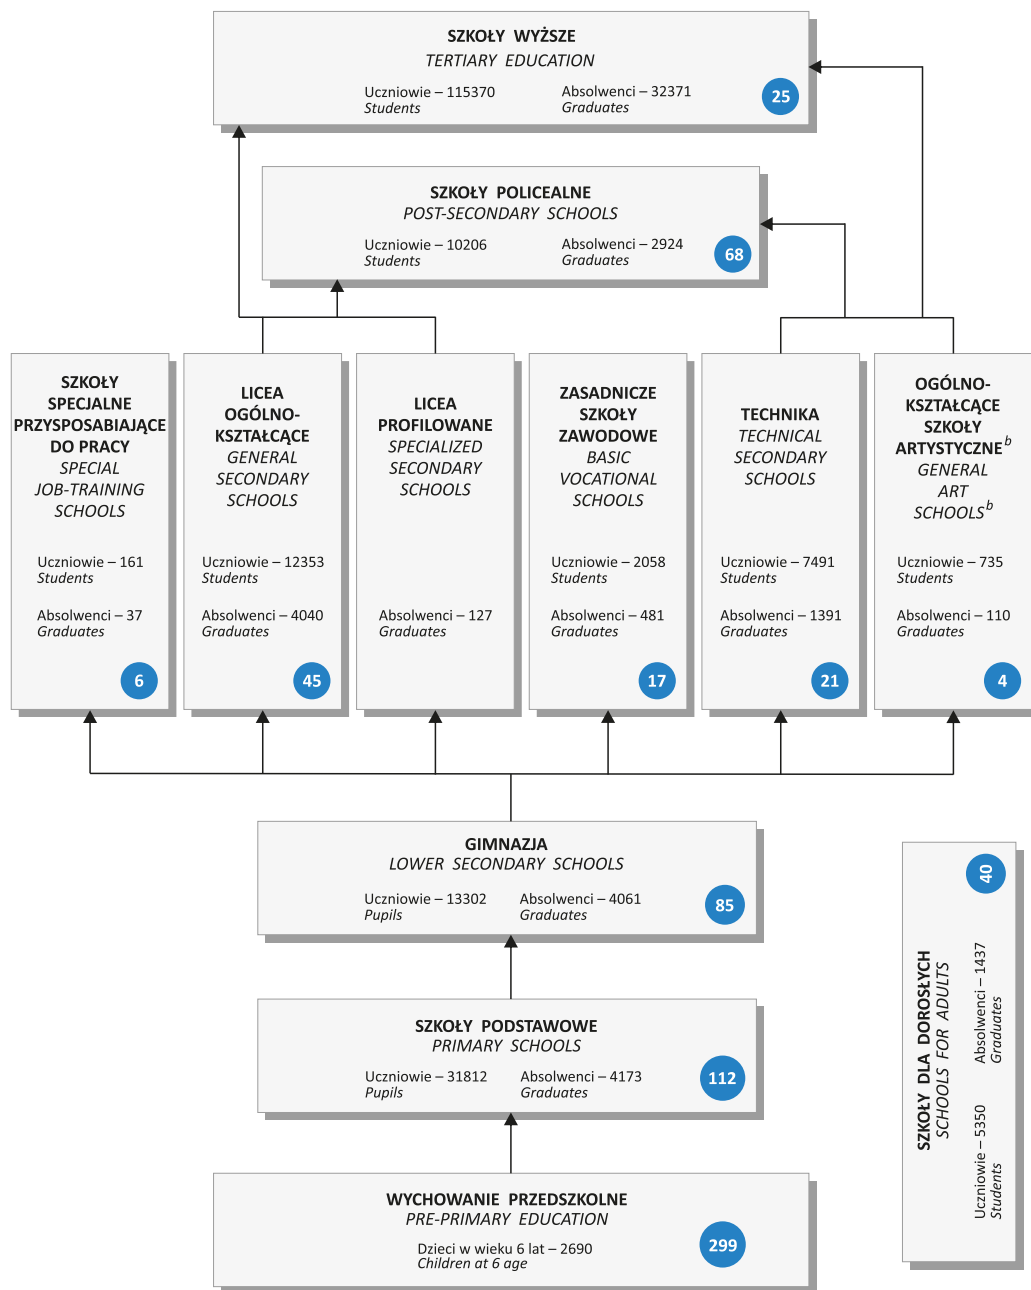 SZKOŁY WYŻSZE
TERTIARY EDUCATION
Uczniowie – 115370
Students
Absolwenci – 32371
Graduates
25
SZKOŁY POLICEALNE
POST-SECONDARY SCHOOLS
Uczniowie – 10206
Students
Absolwenci – 2924
Graduates
68
SZKOŁY
SPECJALNE
PRZYSPOSABIAJĄCE
DO PRACY
SPECIAL
JOB-TRAINING
SCHOOLS
Uczniowie – 161
Students
Absolwenci – 37
Graduates
6
LICEA
OGÓLNO-
KSZTAŁCĄCE
GENERAL
SECONDARY
SCHOOLS
Uczniowie – 12353
Students
Absolwenci – 4040
Graduates
45
LICEA
PROFILOWANE
SPECIALIZED
SECONDARY
SCHOOLS
Absolwenci – 127
Graduates
ZASADNICZE
SZKOŁY
ZAWODOWE
BASIC
VOCATIONAL
SCHOOLS
Uczniowie – 2058
Students
Absolwenci – 481
Graduates
17
TECHNIKA
TECHNICAL
SECONDARY
SCHOOLS
Uczniowie – 7491
Students
Absolwenci – 1391
Graduates
21
OGÓLNO-
KSZTAŁCĄCE
SZKOŁY
ARTYSTYCZNE b
GENERAL
ART
SCHOOLS b
Uczniowie – 735
Students
Absolwenci – 110
Graduates
4
GIMNAZJA
LOWER SECONDARY SCHOOLS
Uczniowie – 13302
Pupils
Absolwenci – 4061
Graduates
85
SZKOŁY PODSTAWOWE
PRIMARY SCHOOLS
Uczniowie – 31812
Pupils
Absolwenci – 4173
Graduates
112
WYCHOWANIE PRZEDSZKOLNE
PRE-PRIMARY EDUCATION
Dzieci w wieku 6 lat – 2690
Children at 6 age
299
SZKOŁY DLA DOROSŁYCH
SCHOOLS FOR ADULTS
Uczniowie – 5350
Students
Absolwenci – 1437
Graduates
40